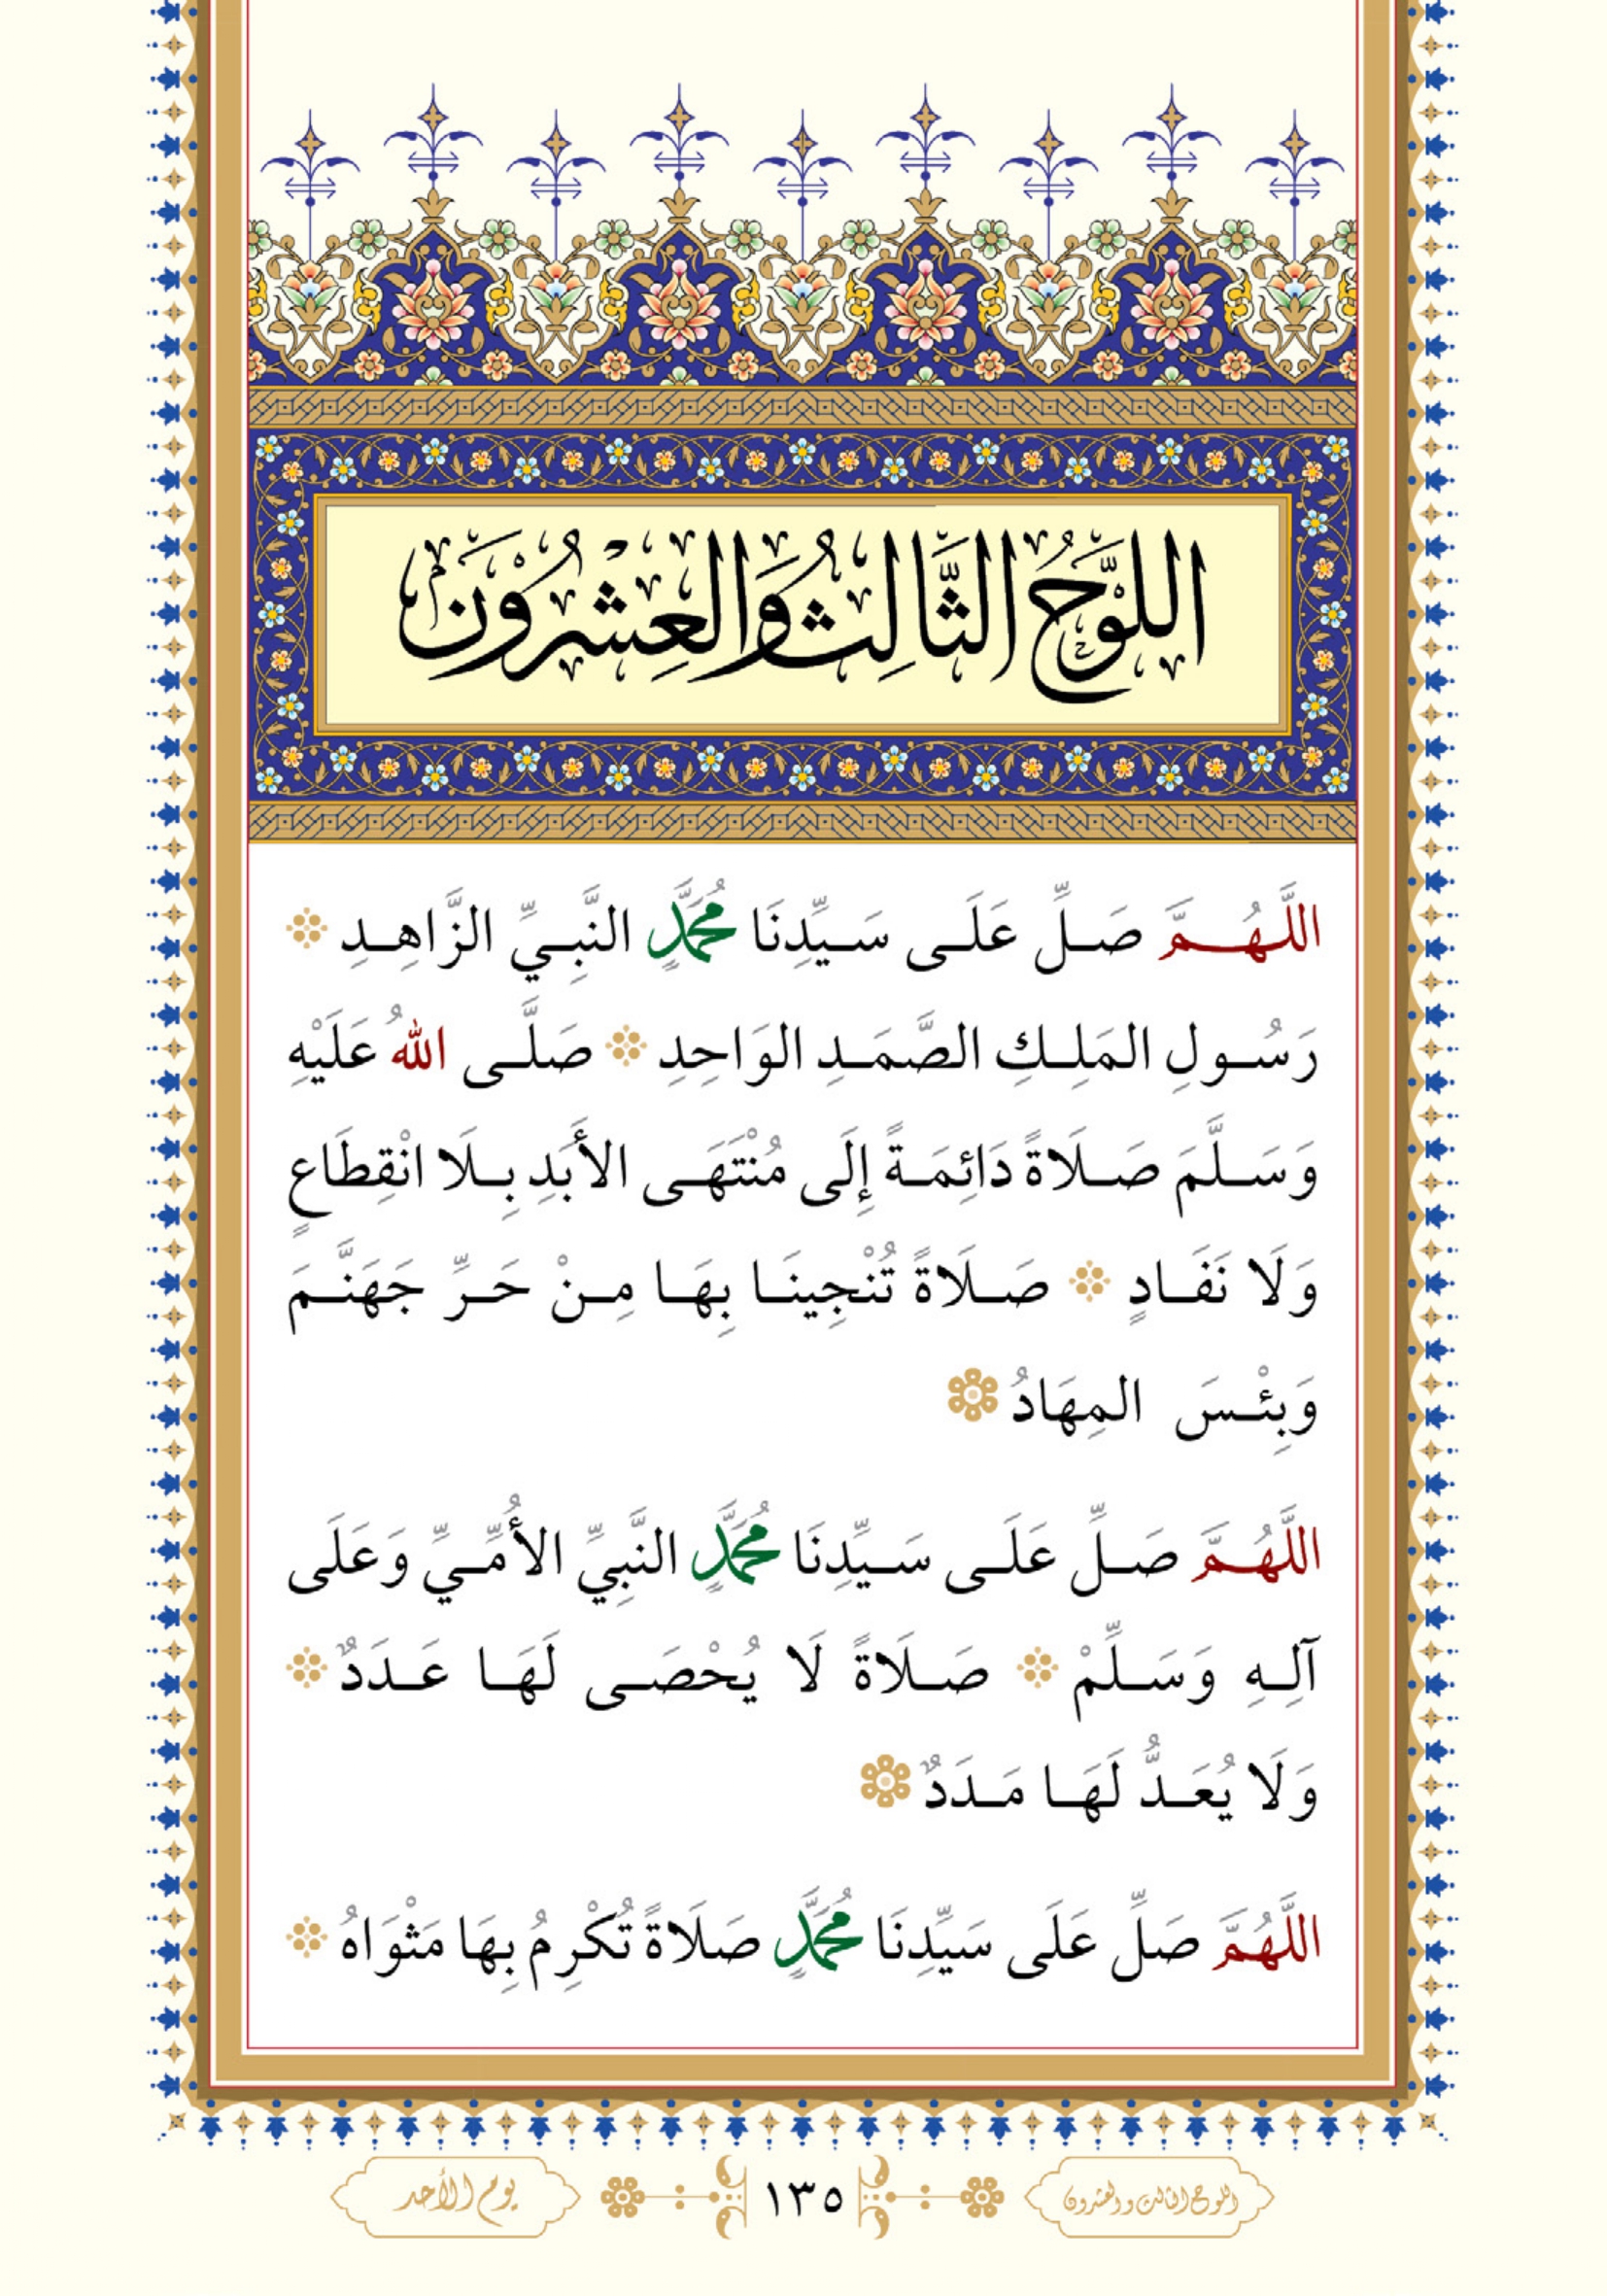 اللَّوْحُ الثَّالِثُ وَالْعِشْرُونَ
اللَّهُمَّ صَلِّ عَلَى سَيِّدِنَا مُحَمَّدٍ النَّبِيِّ الزَّاهِدِ
رَسُولِ المَلِكِ الصَّمَدِ الوَاحِدِ صَلَّى اللهُ عَلَيْهِ
وَسَلَّمَ صَلَاةً دَائِمَةً إِلَى مُنْتَهَى الأَبَدِ بِلَا انْقِطَاعٍ
وَلَا نَفَادٍ صَلَاةً تُنْجِينَا بِهَا مِنْ حَرِّ جَهَنَّمَ
وَبِئْسَ المِهَادُ
اللَّهُمَّ صَلِّ عَلَى سَيِّدِنَا مُحَمَّدٍ النَّبِيِّ الأُمِّيِّ وَعَلَى
آلِهِ وَسَلِّمْ صَلَاةً لَا يُحْصَى لَهَا عَدَدٌ
وَلَا يُعَدُّ لَهَا مَدَدٌ
اللَّهُمَّ صَلِّ عَلَى سَيِّدِنَا مُحَمَّدٍ صَلَاةً تُكْرِمُ بِهَا مَثْوَاهُ
اللوح الثالث والعشرون ١٣٥ يوم الأحد